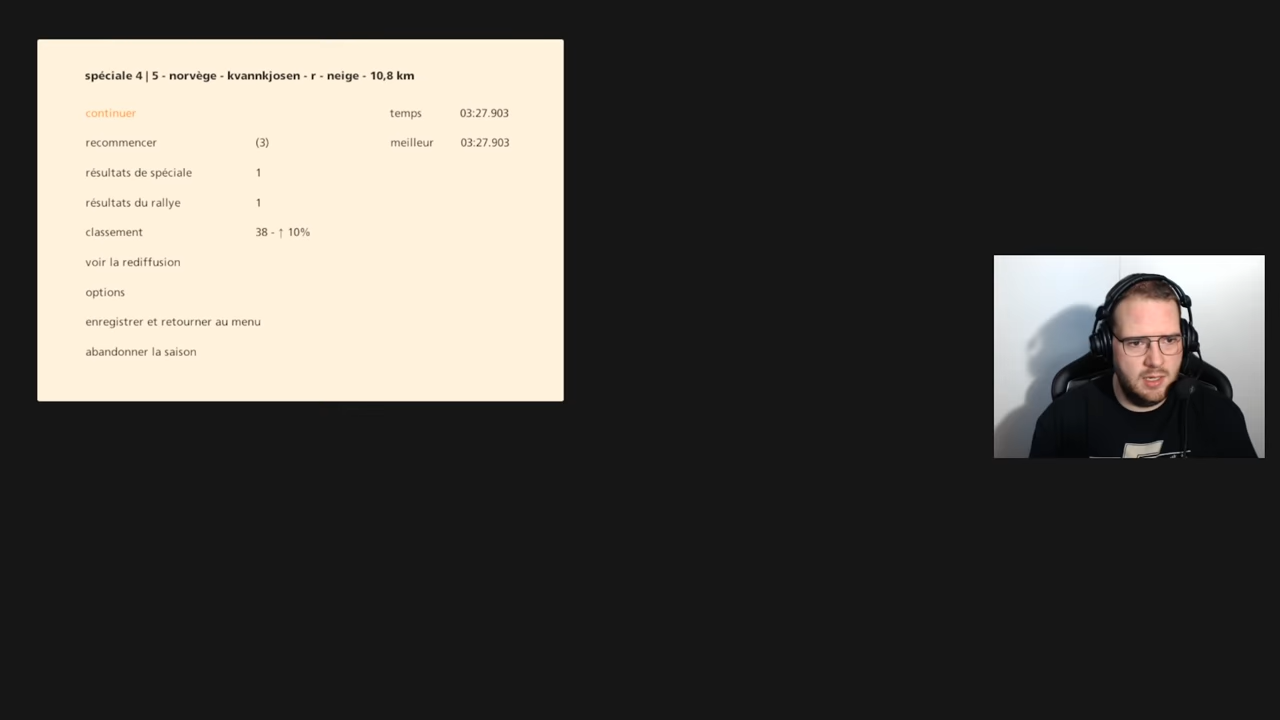 spéciale 4 | 5 - norvège - kvannkjosen - r - neige - 10,8 km
continuer temps 03:27.903
recommencer (3) meilleur 03:27.903
résultats de spéciale 1
résultats du rallye 1
classement 38 - ↑ 10%
voir la rediffusion
options
enregistrer et retourner au menu
abandonner la saison